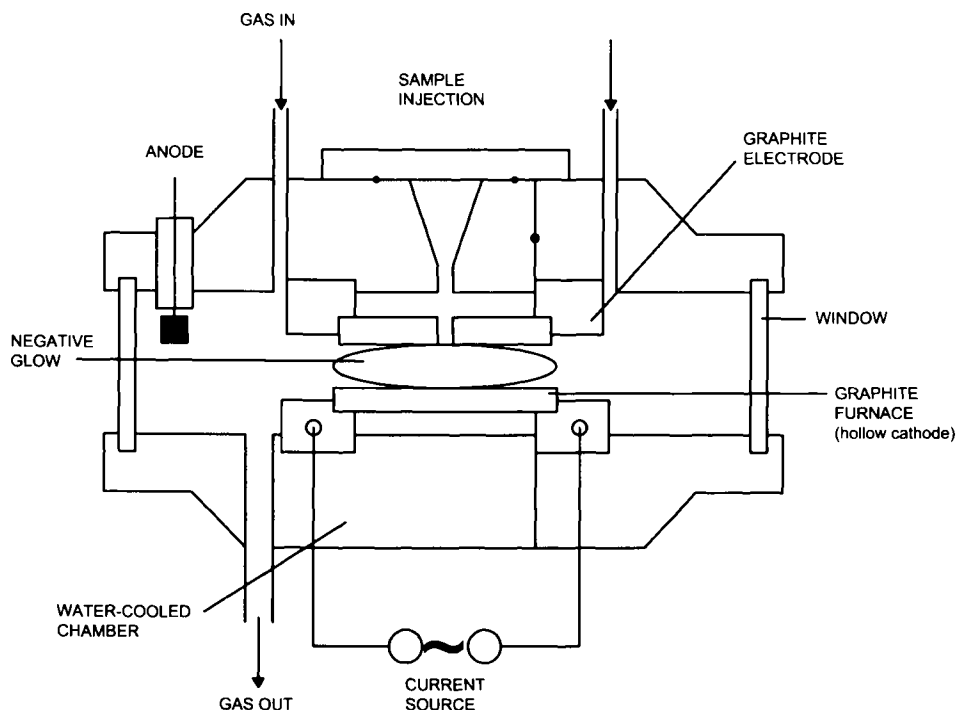 GAS IN
SAMPLE
INJECTION
GRAPHITE
ELECTRODE
ANODE
WINDOW
NEGATIVE
GLOW
GRAPHITE
FURNACE
(hollow cathode)
WATER-COOLED
CHAMBER
CURRENT
SOURCE
GAS OUT